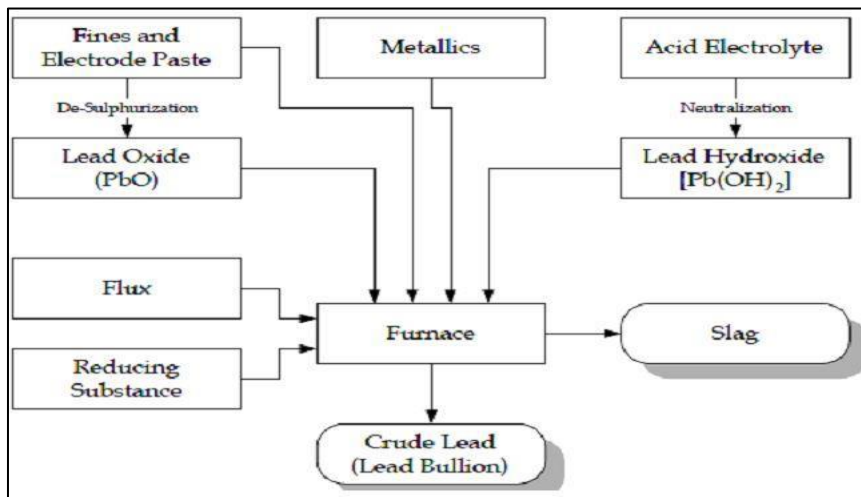 Fines and
Electrode Paste
Metallics
Acid Electrolyte
De-Sulphurization
Neutralization
Lead Oxide
(PbO)
Lead Hydroxide
[Pb(OH)₂]
Flux
Furnace
Slag
Reducing
Substance
Crude Lead
(Lead Bullion)